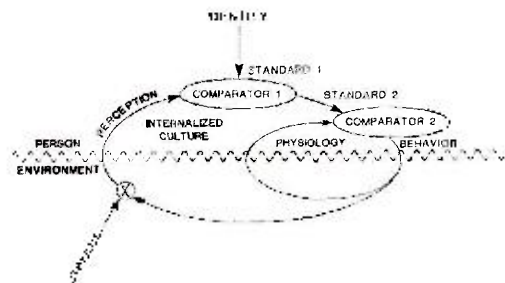 IDENTITY
STANDARD 1
COMPARATOR 1
STANDARD 2
PERCEPTION
COMPARATOR 2
INTERNALIZED
CULTURE
PERSON
PHYSIOLOGY
BEHAVIOR
ENVIRONMENT